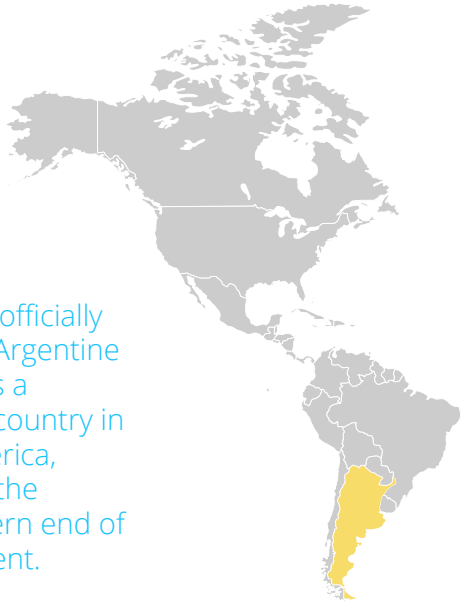 officially
Argentine
s a
country in
erica,
the
ern end of
ent.